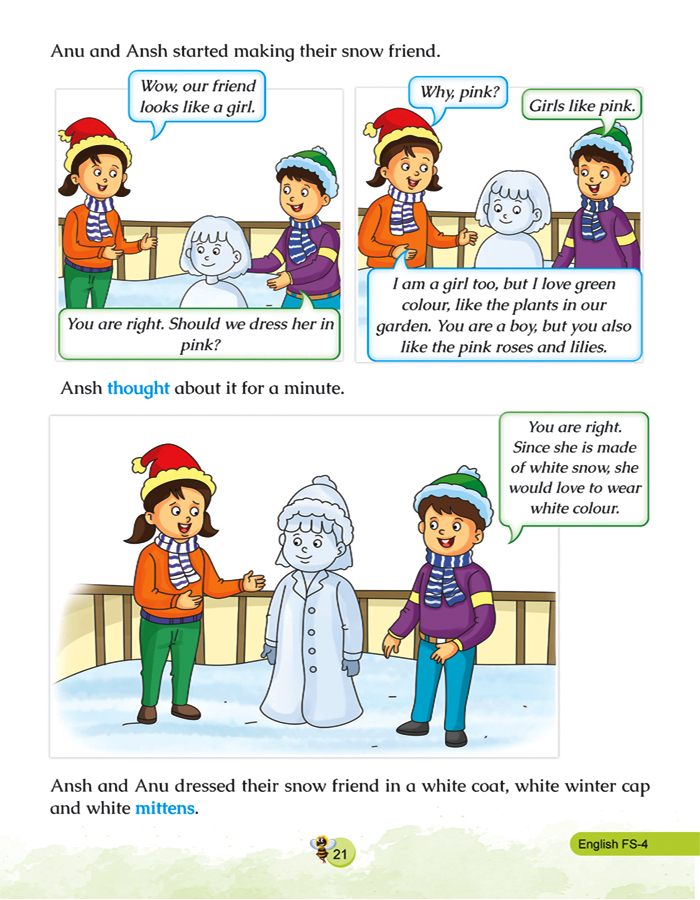 Anu and Ansh started making their snow friend.
Wow, our friend
looks like a girl.
You are right. Should we dress her in
pink?
Why, pink?
Girls like pink.
I am a girl too, but I love green
colour, like the plants in our
garden. You are a boy, but you also
like the pink roses and lilies.
Ansh thought about it for a minute.
You are right.
Since she is made
of white snow, she
would love to wear
white colour.
Ansh and Anu dressed their snow friend in a white coat, white winter cap
and white mittens.
21
English FS-4